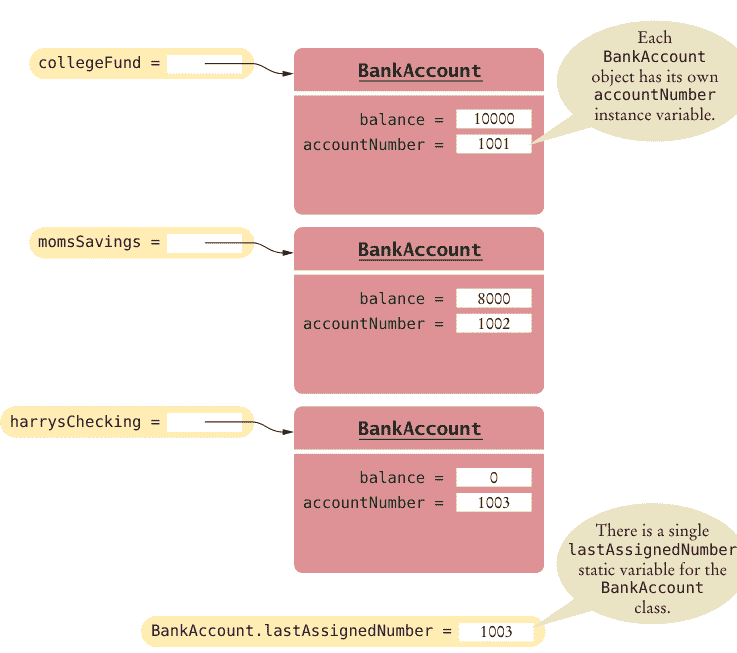 collegeFund =
BankAccount
balance = 10000
accountNumber = 1001
Each
BankAccount
object has its own
accountNumber
instance variable.
momsSavings =
BankAccount
balance = 8000
accountNumber = 1002
harrysChecking =
BankAccount
balance = 0
accountNumber = 1003
There is a single
lastAssignedNumber
static variable for the
BankAccount
class.
BankAccount.lastAssignedNumber = 1003